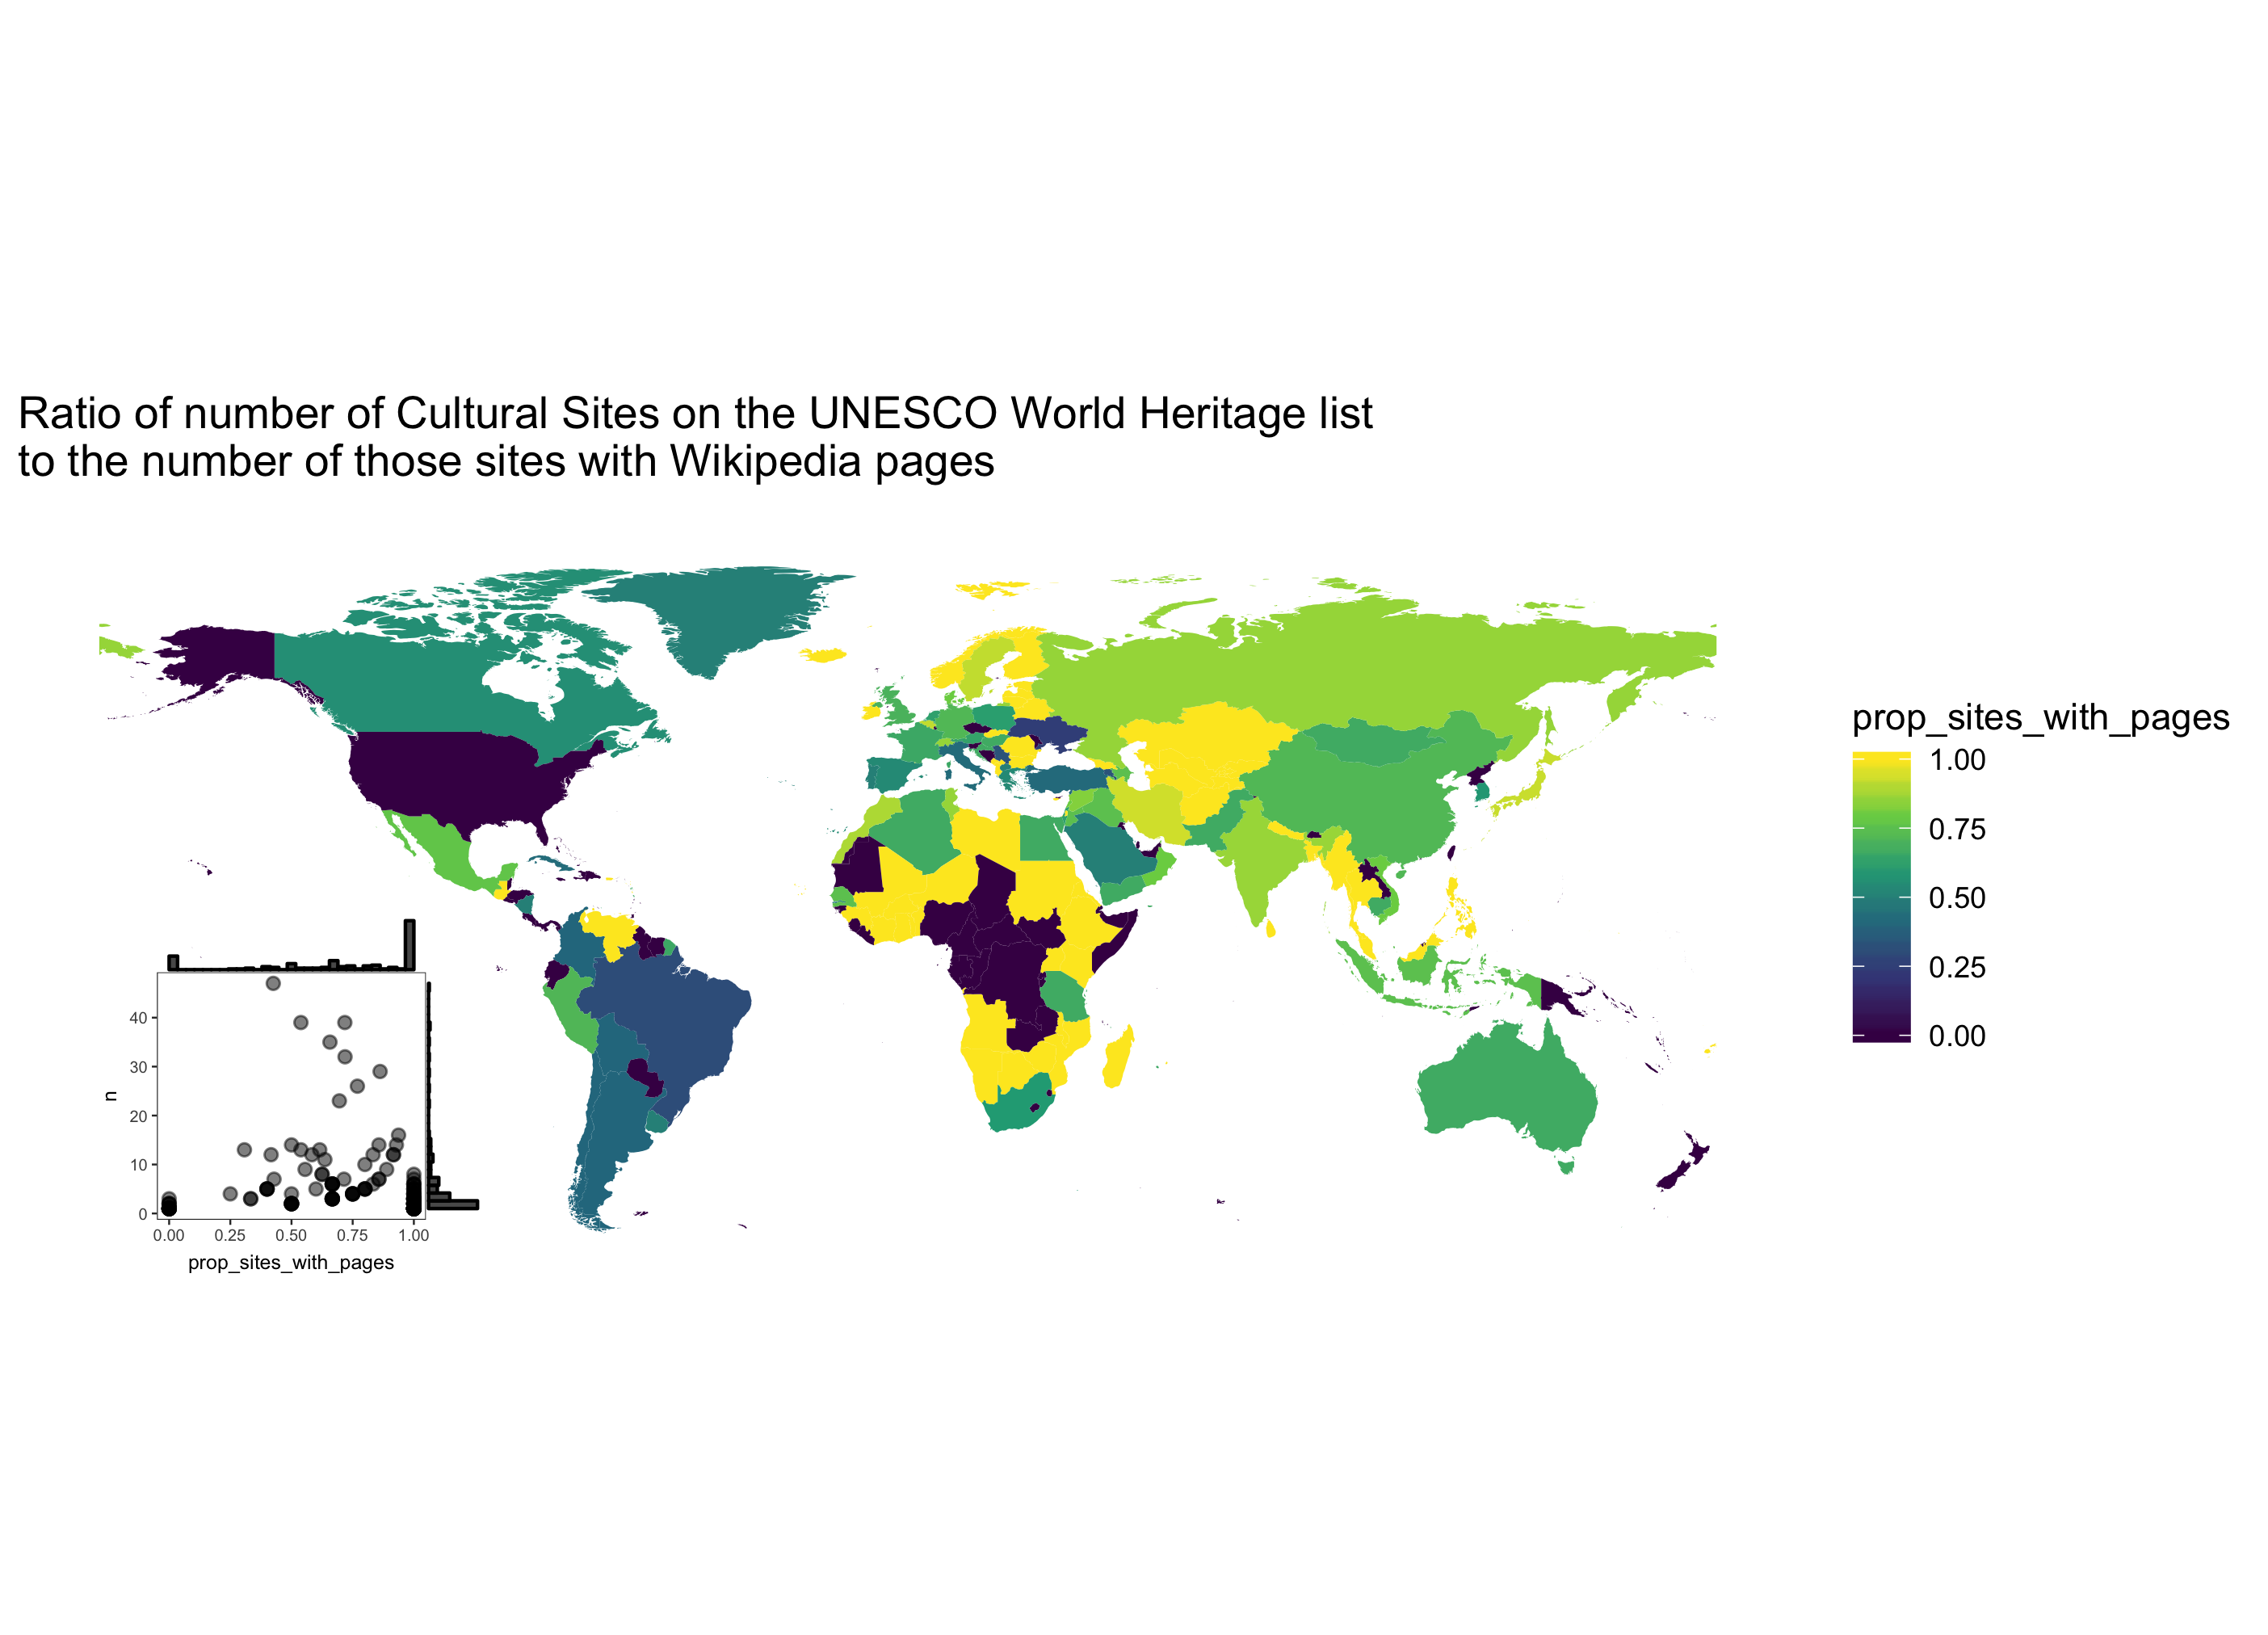 Ratio of number of Cultural Sites on the UNESCO World Heritage list
to the number of those sites with Wikipedia pages
prop_sites_with_pages
1.00
0.75
0.50
0.25
0.00
n
40
30
20
10
0
0.00 0.25 0.50 0.75 1.00
prop_sites_with_pages